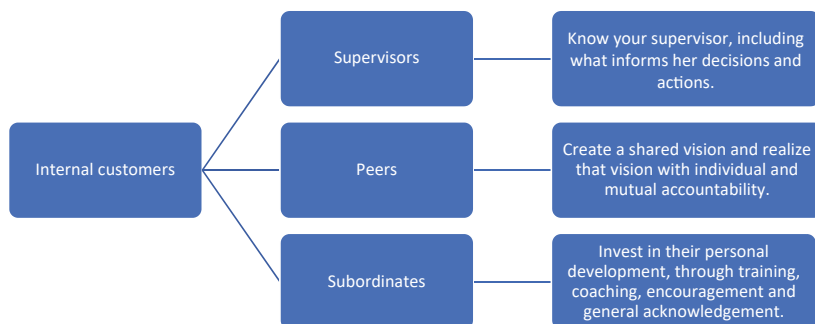 Supervisors
Know your supervisor, including
what informs her decisions and
actions.
Internal customers
Peers
Create a shared vision and realize
that vision with individual and
mutual accountability.
Subordinates
Invest in their personal
development, through training,
coaching, encouragement and
general acknowledgement.